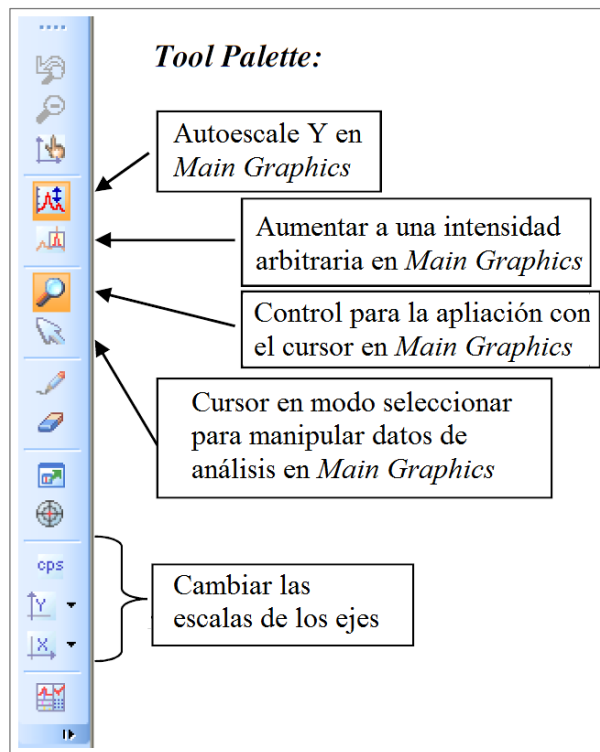 Tool Palette:
Autoescale Y en
Main Graphics
Aumentar a una intensidad
arbitraria en Main Graphics
Control para la apliación con
el cursor en Main Graphics
Cursor en modo seleccionar
para manipular datos de
análisis en Main Graphics
cps
Y
X
Cambiar las
escalas de los ejes